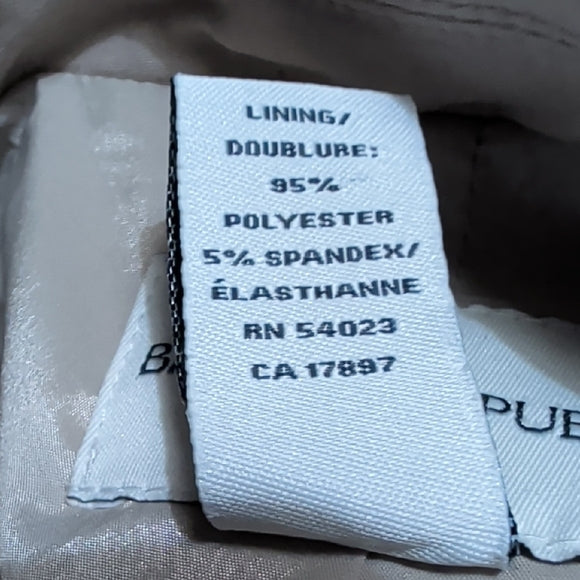 LINING/
DOUBLURE:
95%
POLYESTER
5% SPANDEX/
ÉLASTHANNE
RN 54023
CA 17897